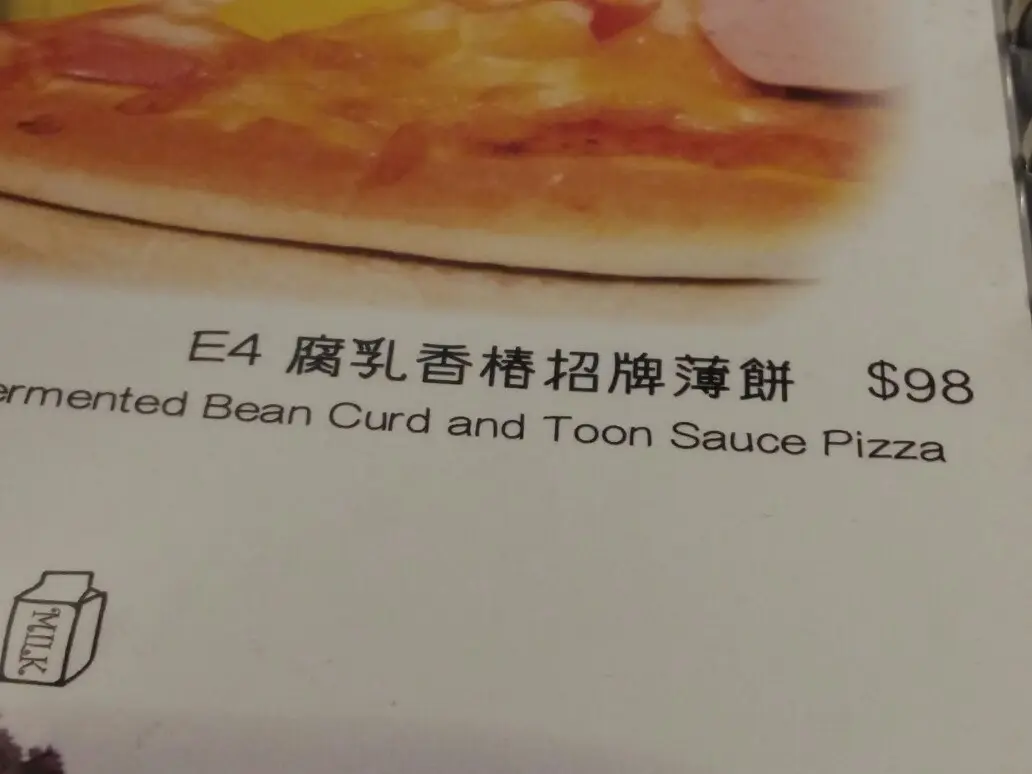 E4 腐乳香椿招牌薄餅 $98
ermented Bean Curd and Toon Sauce Pizza
MILK